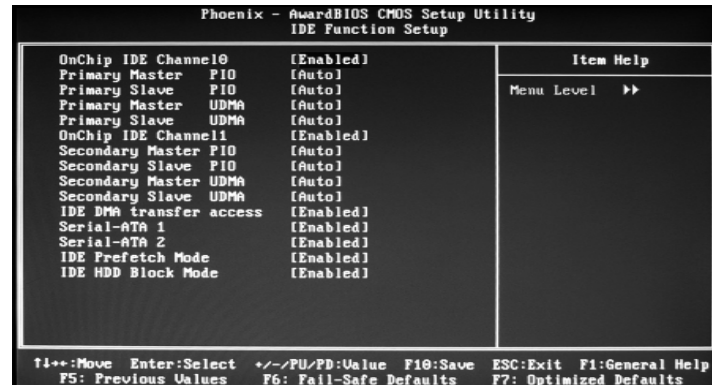 Phoenix - AwardBIOS CMOS Setup Utility
IDE Function Setup
OnChip IDE Channel0 [Enabled]
Primary Master PIO [Auto]
Primary Slave PIO [Auto]
Primary Master UDMA [Auto]
Primary Slave UDMA [Auto]
OnChip IDE Channel1 [Enabled]
Secondary Master PIO [Auto]
Secondary Slave PIO [Auto]
Secondary Master UDMA [Auto]
Secondary Slave UDMA [Auto]
IDE DMA transfer access [Enabled]
Serial-ATA 1 [Enabled]
Serial-ATA 2 [Enabled]
IDE Prefetch Mode [Enabled]
IDE HDD Block Mode [Enabled]
Item Help
Menu Level ▶▶
↑↓→←:Move Enter:Select +/-/PU/PD:Value F10:Save ESC:Exit F1:General Help
F5: Previous Values F6: Fail-Safe Defaults F7: Optimized Defaults